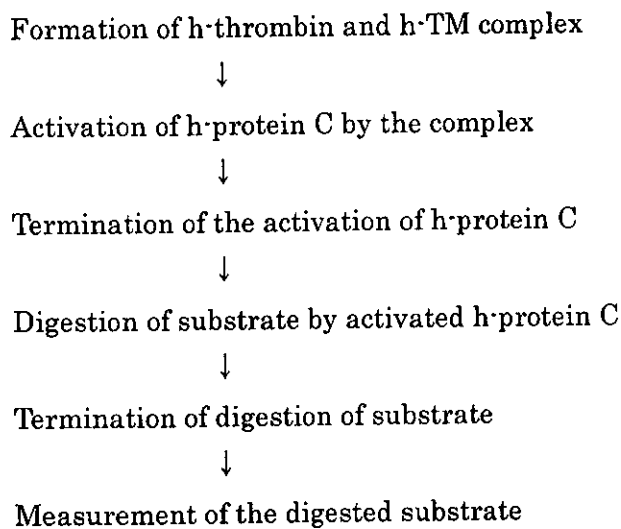 Formation of h-thrombin and h-TM complex
↓
Activation of h-protein C by the complex
↓
Termination of the activation of h-protein C
↓
Digestion of substrate by activated h-protein C
↓
Termination of digestion of substrate
↓
Measurement of the digested substrate